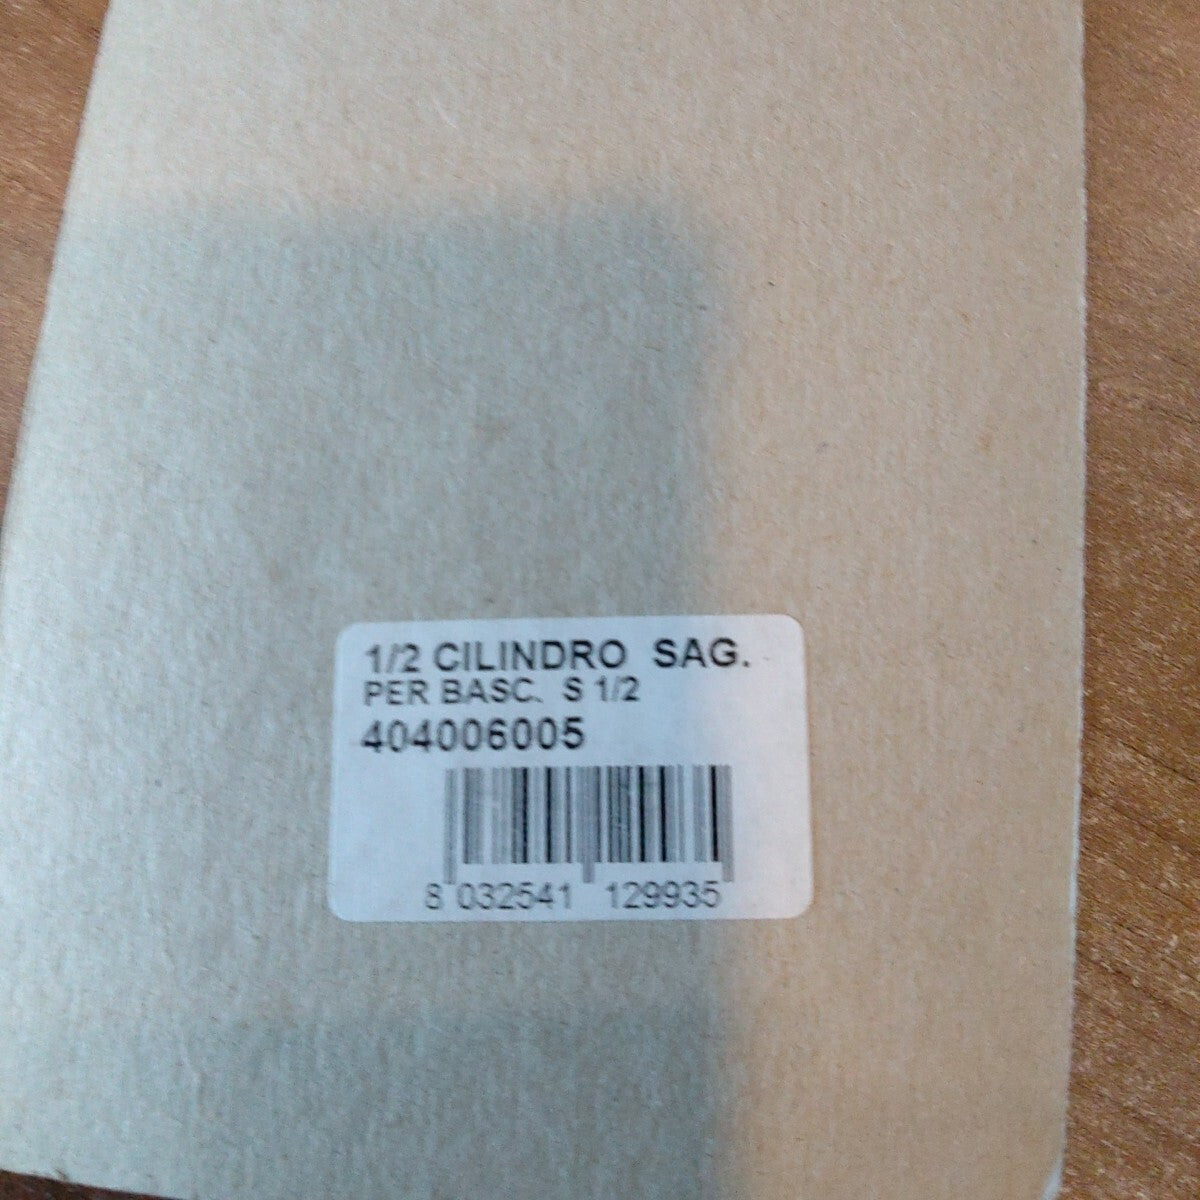 1/2 CILINDRO SAG.
PER BASC. S 1/2
404006005
8 032541 129935